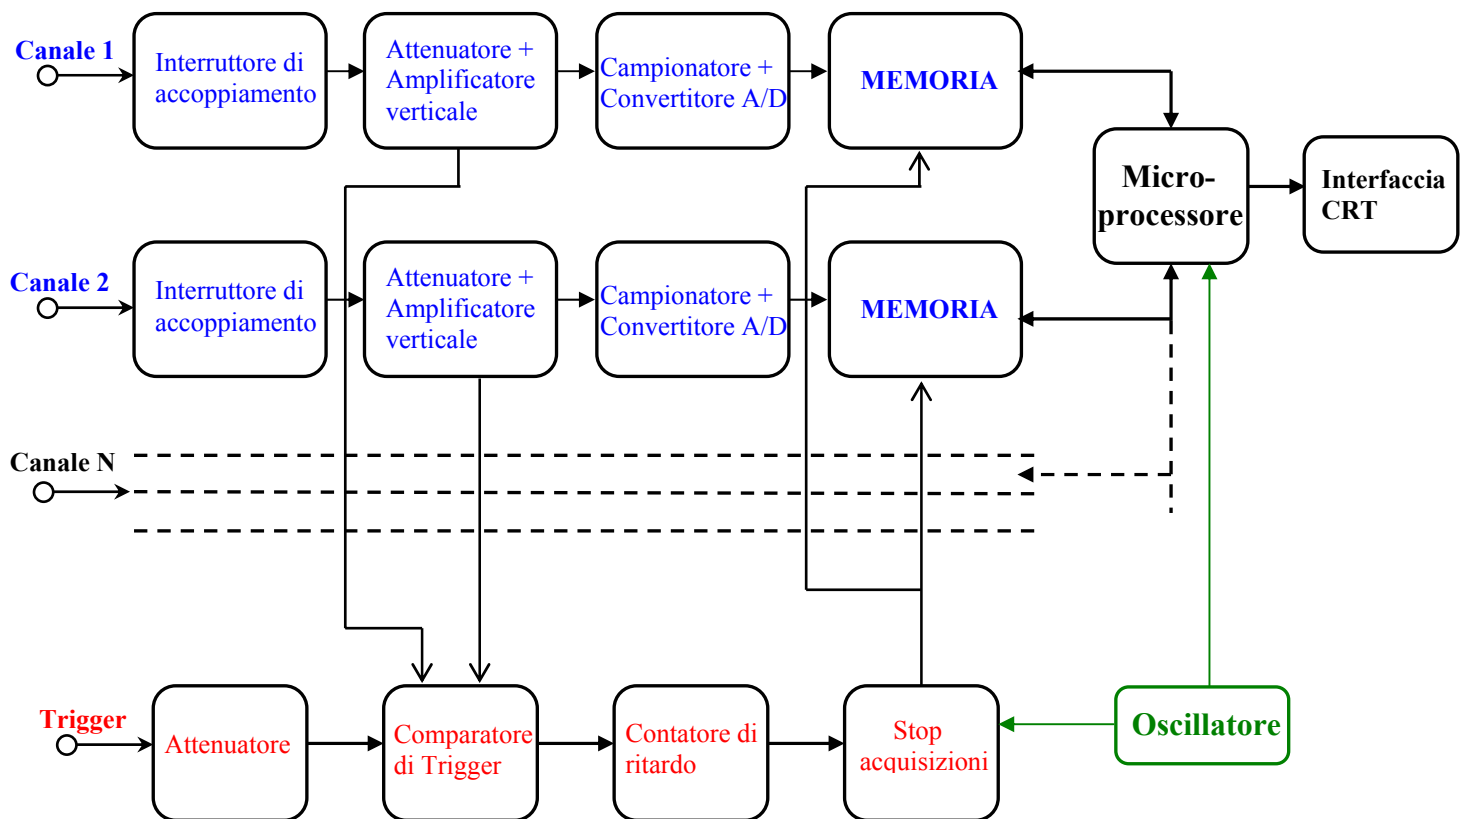 Canale 1
Interruttore di
accoppiamento
Attenuatore +
Amplificatore
verticale
Campionatore +
Convertitore A/D
MEMORIA
Micro-
processore
Interfaccia
CRT
Canale 2
Interruttore di
accoppiamento
Attenuatore +
Amplificatore
verticale
Campionatore +
Convertitore A/D
MEMORIA
Canale N
Trigger
Attenuatore
Comparatore
di Trigger
Contatore di
ritardo
Stop
acquisizioni
Oscillatore